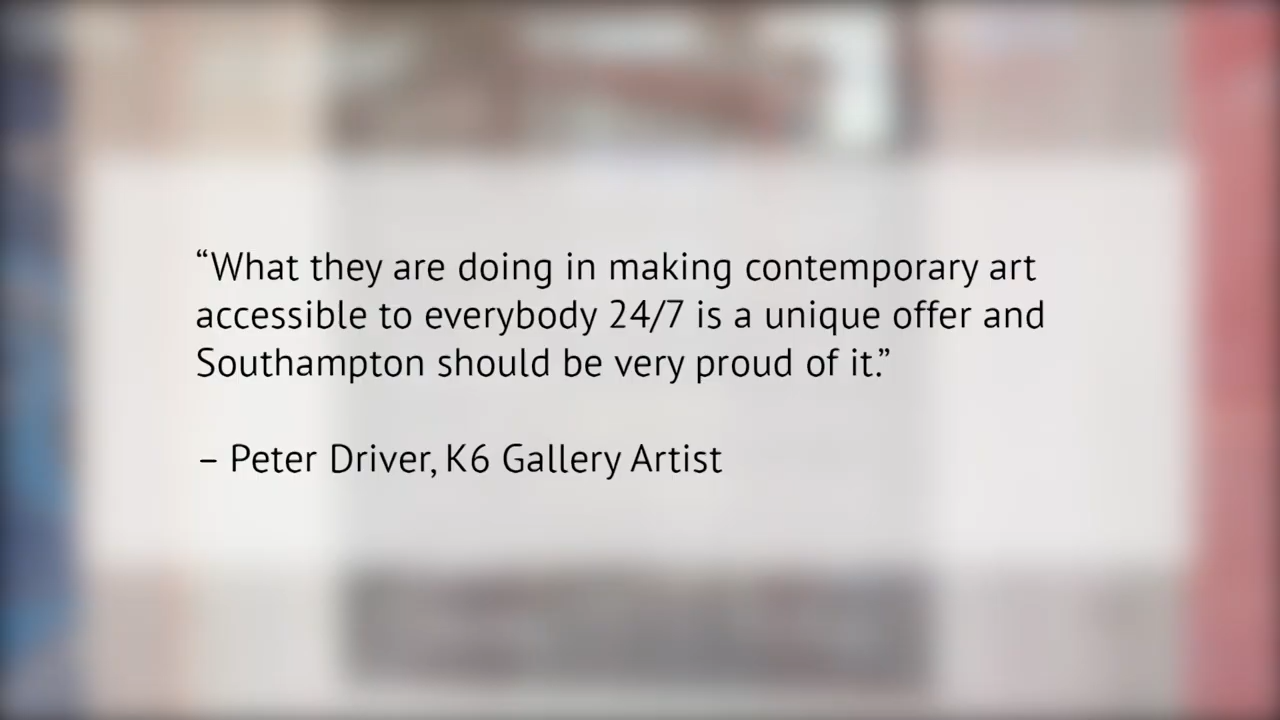 “What they are doing in making contemporary art
accessible to everybody 24/7 is a unique offer and
Southampton should be very proud of it.”
– Peter Driver, K6 Gallery Artist